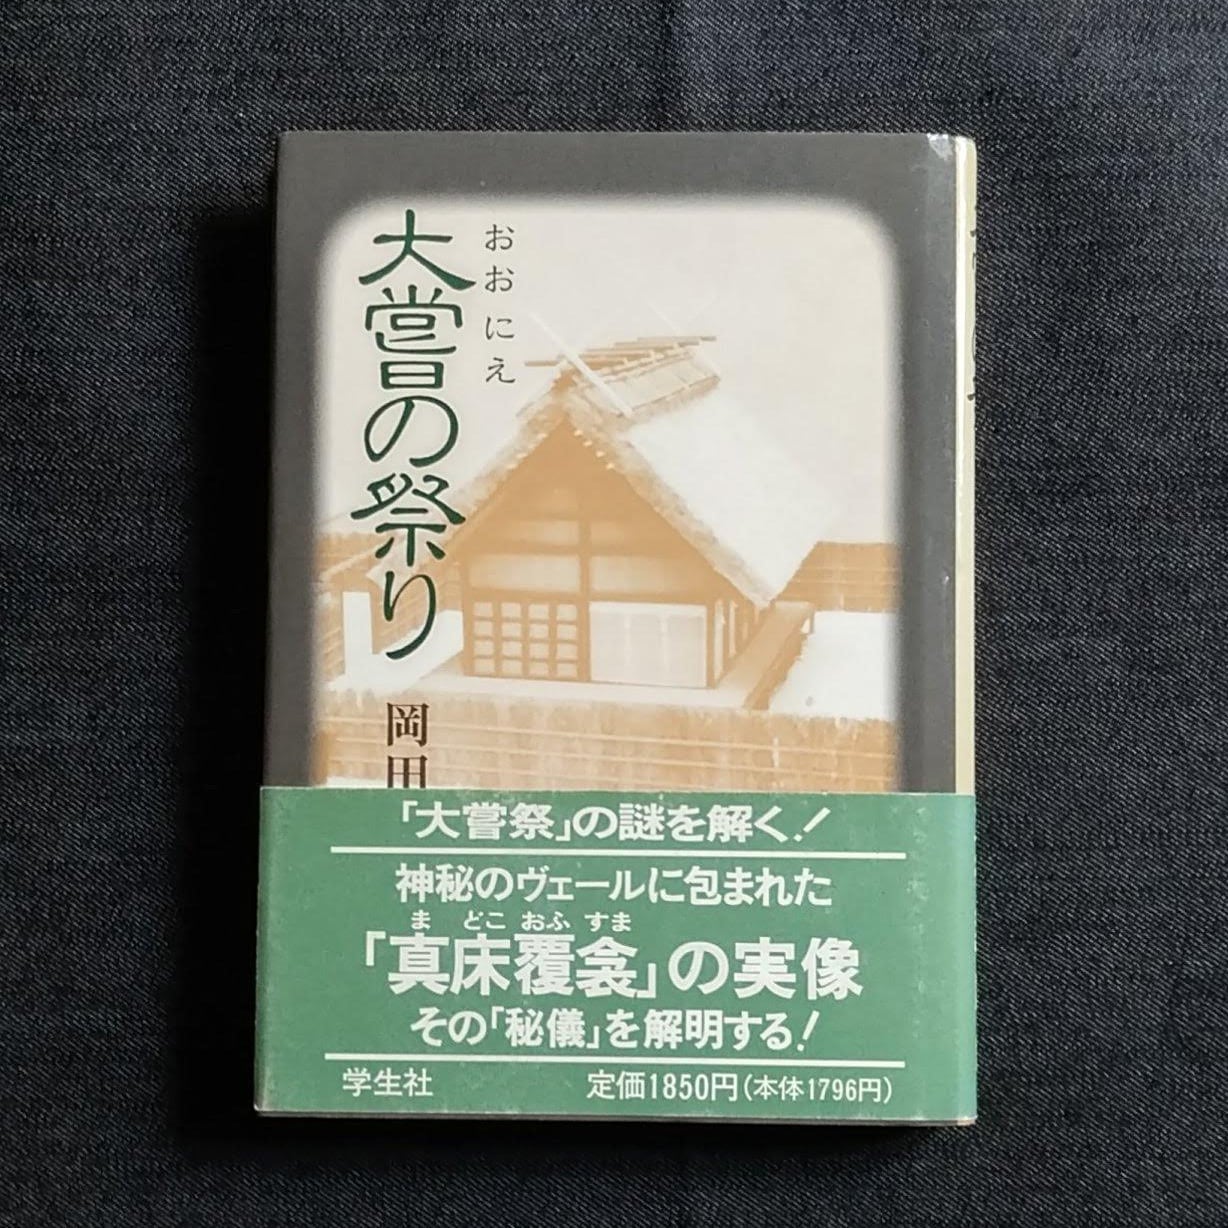 おおにえ
大嘗の祭り
岡田
「大嘗祭」の謎を解く！
神秘のヴェールに包まれた
ま どこ おふ すま
「真床覆衾」の実像
その「秘儀」を解明する！
学生社
定価1850円（本体1796円）